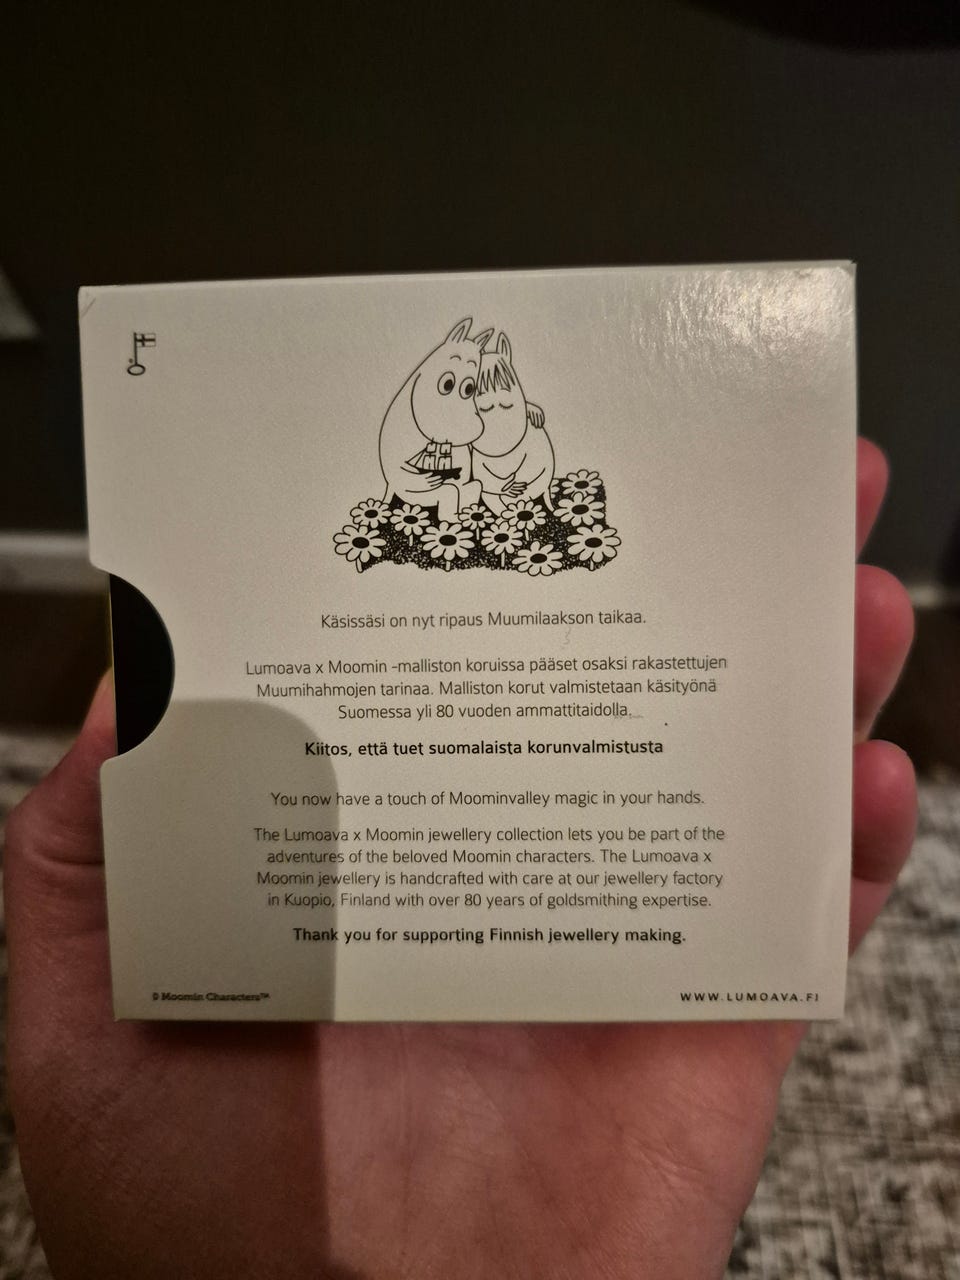 Käsissäsi on nyt ripaus Muumilaakson taikaa.
Lumoava x Moomin -malliston koruissa pääset osaksi rakastettujen
Muumihahmojen tarinaa. Malliston korut valmistetaan käsityönä
Suomessa yli 80 vuoden ammattitaidolla.
Kiitos, että tuet suomalaista korunvalmistusta
You now have a touch of Moominvalley magic in your hands.
The Lumoava x Moomin jewellery collection lets you be part of the
adventures of the beloved Moomin characters. The Lumoava x
Moomin jewellery is handcrafted with care at our jewellery factory
in Kuopio, Finland with over 80 years of goldsmithing expertise.
Thank you for supporting Finnish jewellery making.
© Moomin Characters™
WWW.LUMOAVA.FI